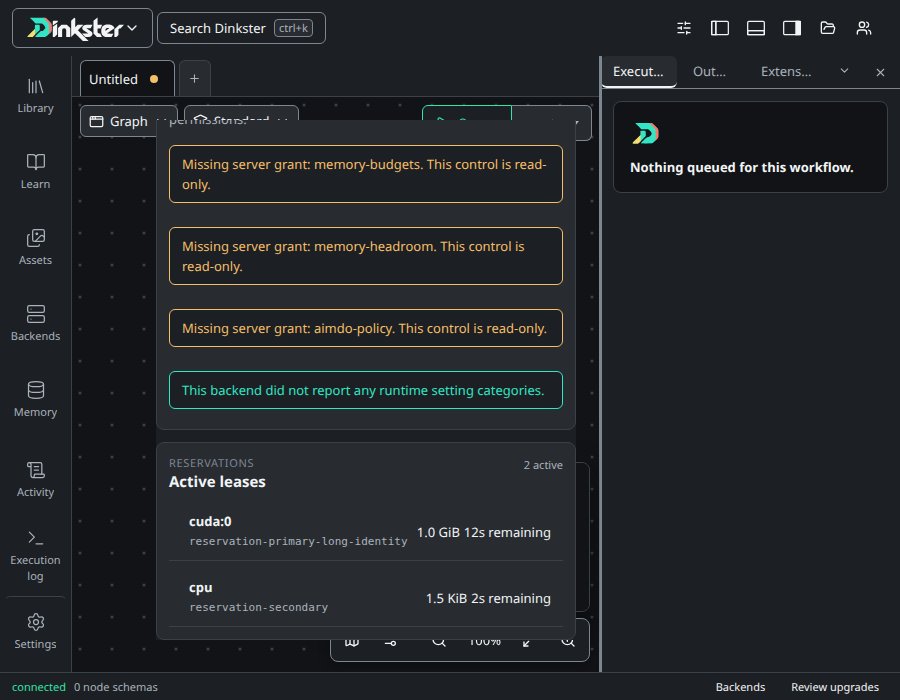 Dinkster
Search Dinkster ctrl+k
Untitled
+
Execut...
Out...
Extens...
Library
Learn
Assets
Backends
Memory
Activity
Execution
log
Settings
Graph
Standard
permissions.
Missing server grant: memory-budgets. This control is read-
only.
Missing server grant: memory-headroom. This control is
read-only.
Missing server grant: aimdo-policy. This control is read-only.
This backend did not report any runtime setting categories.
RESERVATIONS
2 active
Active leases
cuda:0
reservation-primary-long-identity
1.0 GiB 12s remaining
cpu
reservation-secondary
1.5 KiB 2s remaining
100%
Nothing queued for this workflow.
connected 0 node schemas
Backends
Review upgrades